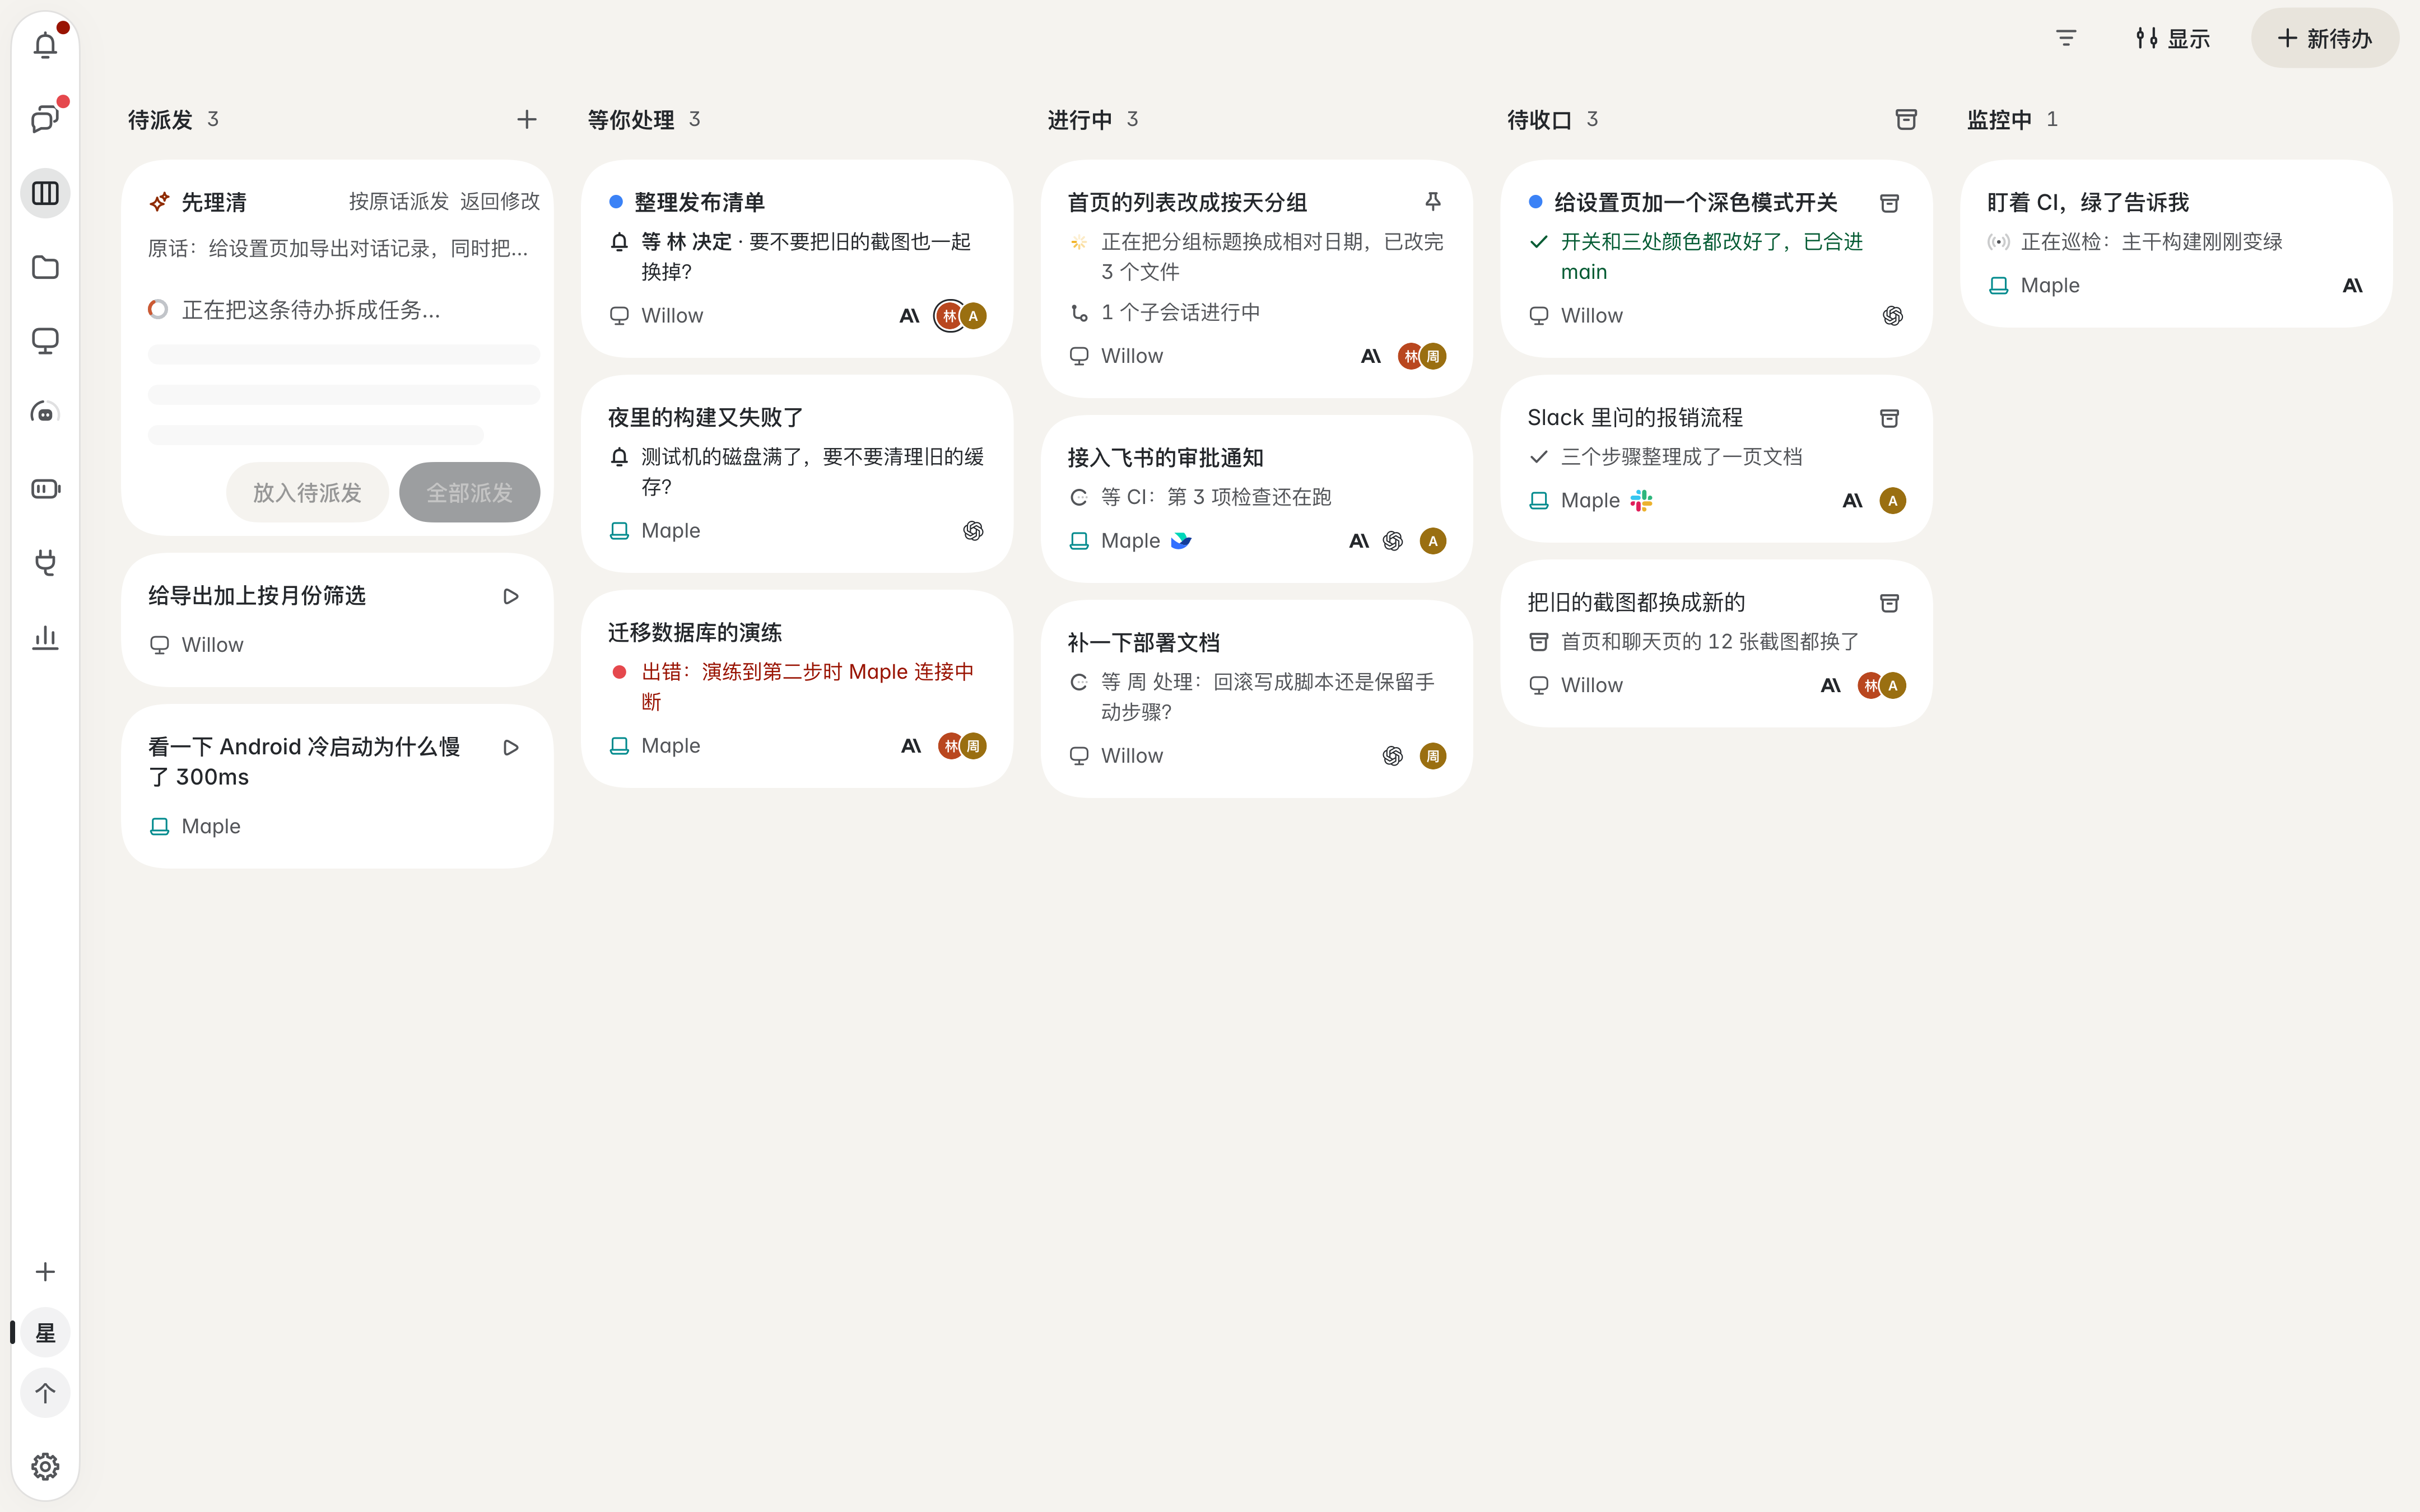 显示
新待办
待派发 3
先理清 按原话派发 返回修改
原话：给设置页加导出对话记录，同时把...
正在把这条待办拆成任务...
放入待派发 全部派发
给导出加上按月份筛选
Willow
看一下 Android 冷启动为什么慢
了 300ms
Maple
等你处理 3
整理发布清单
等 林 决定 · 要不要把旧的截图也一起
换掉？
Willow
林 A
夜里的构建又失败了
测试机的磁盘满了，要不要清理旧的缓
存？
Maple
迁移数据库的演练
出错：演练到第二步时 Maple 连接中
断
Maple
林 周
进行中 3
首页的列表改成按天分组
正在把分组标题换成相对日期，已改完
3 个文件
1 个子会话进行中
Willow
林 周
接入飞书的审批通知
等 CI：第 3 项检查还在跑
Maple
A
补一下部署文档
等 周 处理：回滚写成脚本还是保留手
动步骤？
Willow
周
待收口 3
给设置页加一个深色模式开关
开关和三处颜色都改好了，已合进
main
Willow
Slack 里问的报销流程
三个步骤整理成了一页文档
Maple
A
把旧的截图都换成新的
首页和聊天页的 12 张截图都换了
Willow
林 A
监控中 1
盯着 CI，绿了告诉我
正在巡检：主干构建刚刚变绿
Maple
星
个